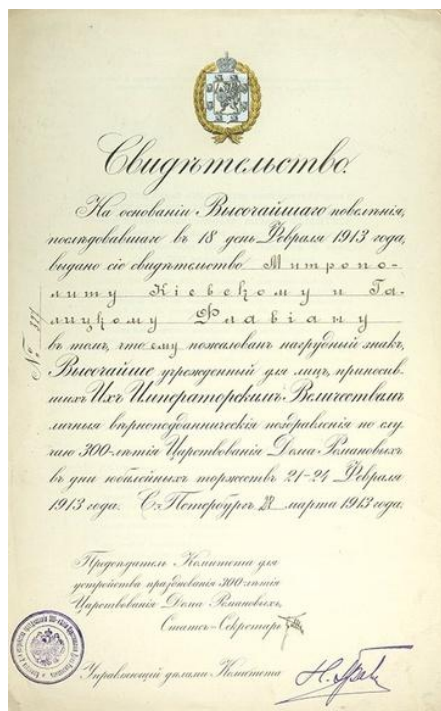 Свидѣтельство.
На основаніи Высочайшаго повелѣнія,
послѣдовавшаго въ 18 день Февраля 1913 года,
выдано сіе свидѣтельство Митропо-
литу Кіевскому и Га-
лицкому Флавіану
въ томъ, что ему пожалованъ нагрудный знакъ,
Высочайше учрежденный для лицъ, приносив-
шихъ Ихъ Императорскимъ Величествамъ
личныя вѣрноподданническія поздравленія по слу-
чаю 300-лѣтія Царствованія Дома Романовыхъ
въ дни юбилейныхъ торжествъ 21-24 Февраля
1913 года. С.-Петербургъ, марта 1913 года.
№
Предсѣдатель Комитета для
устройства празднованія 300-лѣтія
Царствованія Дома Романовыхъ,
Статсъ-Секретарь
Управляющій дѣлами Комитета